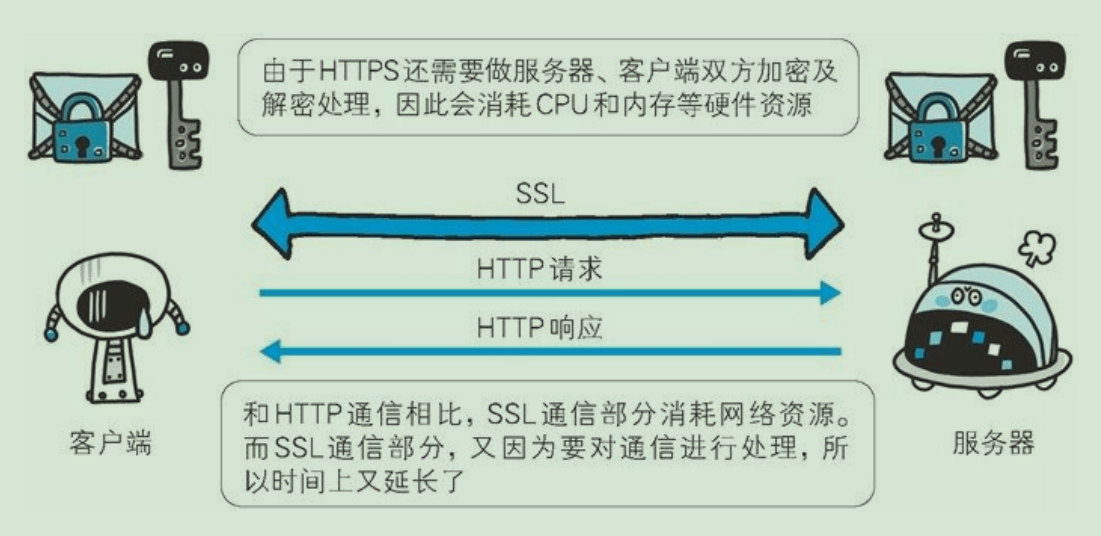 由于HTTPS还需要做服务器、客户端双方加密及
解密处理，因此会消耗CPU和内存等硬件资源
SSL
HTTP请求
HTTP响应
和HTTP通信相比，SSL通信部分消耗网络资源。
而SSL通信部分，又因为要对通信进行处理，所
以时间上又延长了
客户端
服务器